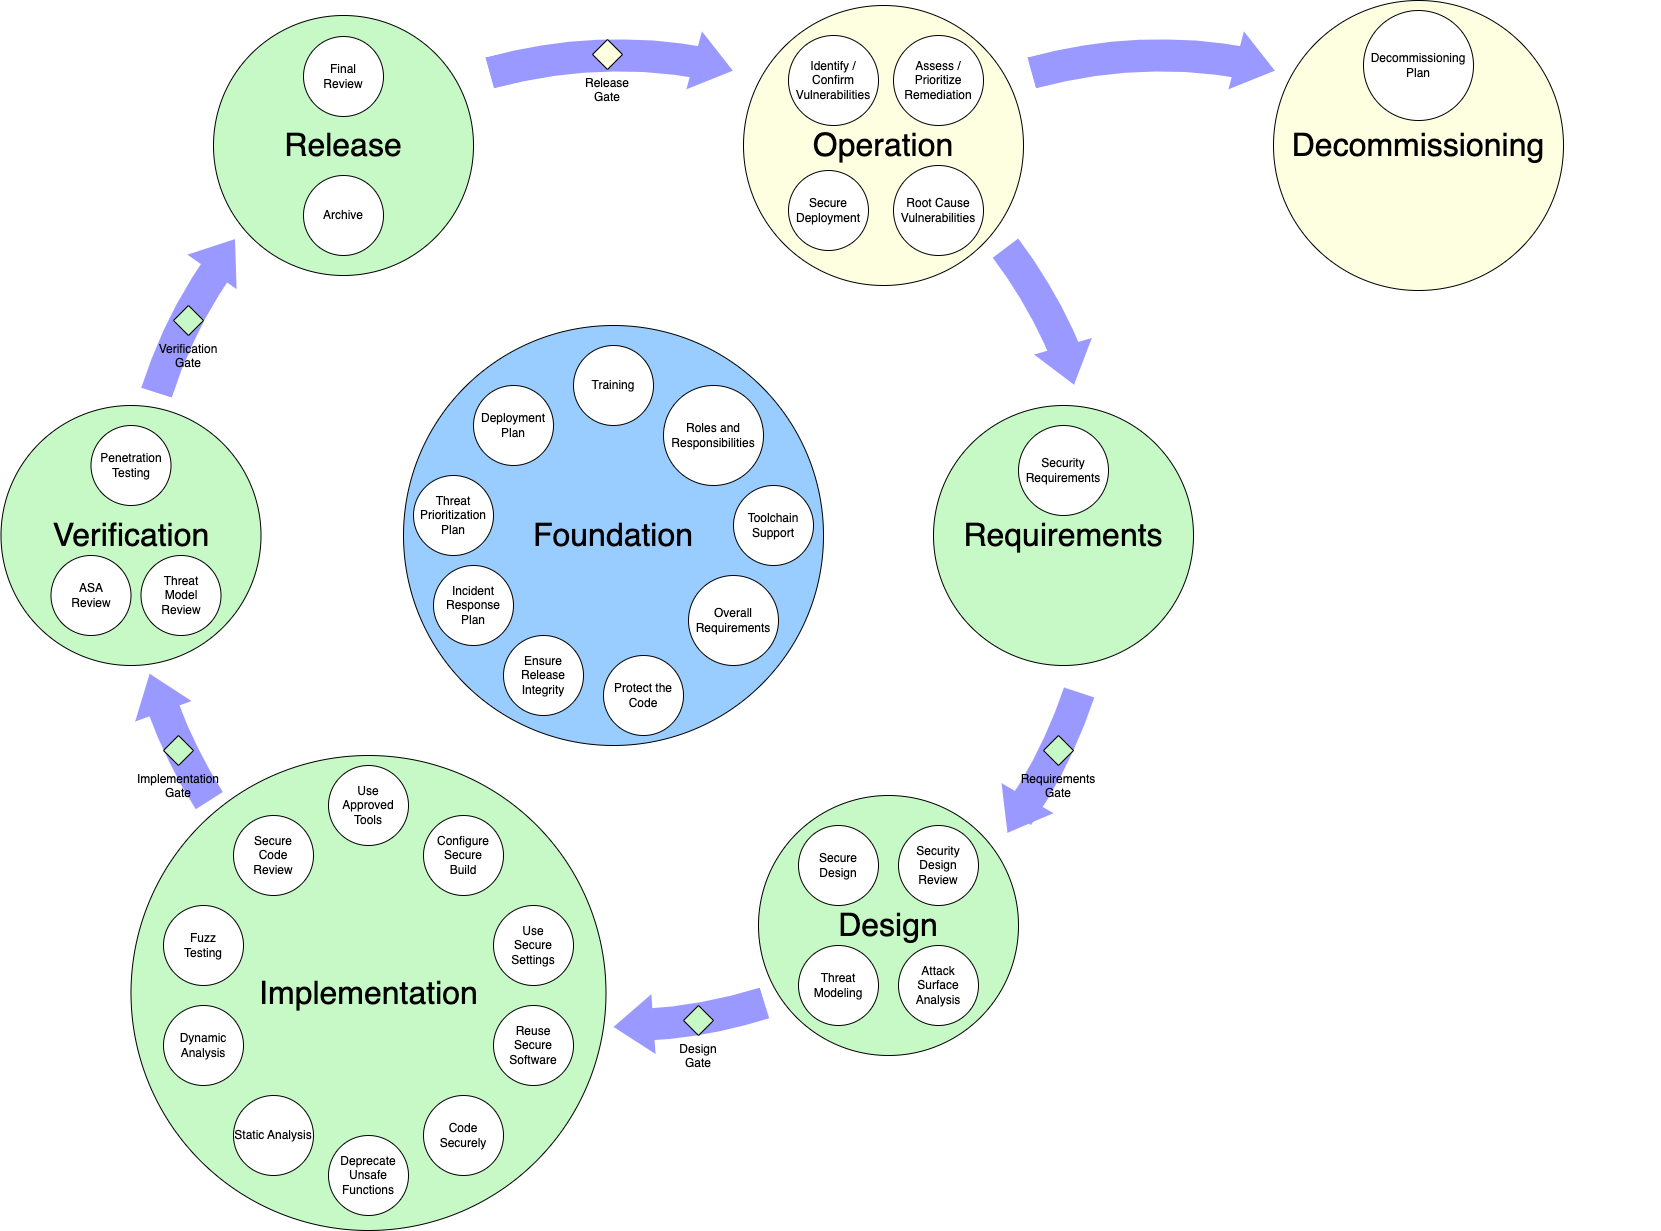 Final
Review
Release
Archive
Release
Gate
Identify /
Confirm
Vulnerabilities
Assess /
Prioritize
Remediation
Operation
Secure
Deployment
Root Cause
Vulnerabilities
Decommissioning
Plan
Decommissioning
Verification
Gate
Penetration
Testing
Verification
ASA
Review
Threat
Model
Review
Training
Deployment
Plan
Roles and
Responsibilities
Threat
Prioritization
Plan
Foundation
Toolchain
Support
Incident
Response
Plan
Overall
Requirements
Ensure
Release
Integrity
Protect the
Code
Security
Requirements
Requirements
Requirements
Gate
Implementation
Gate
Use
Approved
Tools
Secure
Code
Review
Configure
Secure
Build
Fuzz
Testing
Use
Secure
Settings
Implementation
Dynamic
Analysis
Reuse
Secure
Software
Static Analysis
Code
Securely
Deprecate
Unsafe
Functions
Design
Gate
Secure
Design
Security
Design
Review
Design
Threat
Modeling
Attack
Surface
Analysis